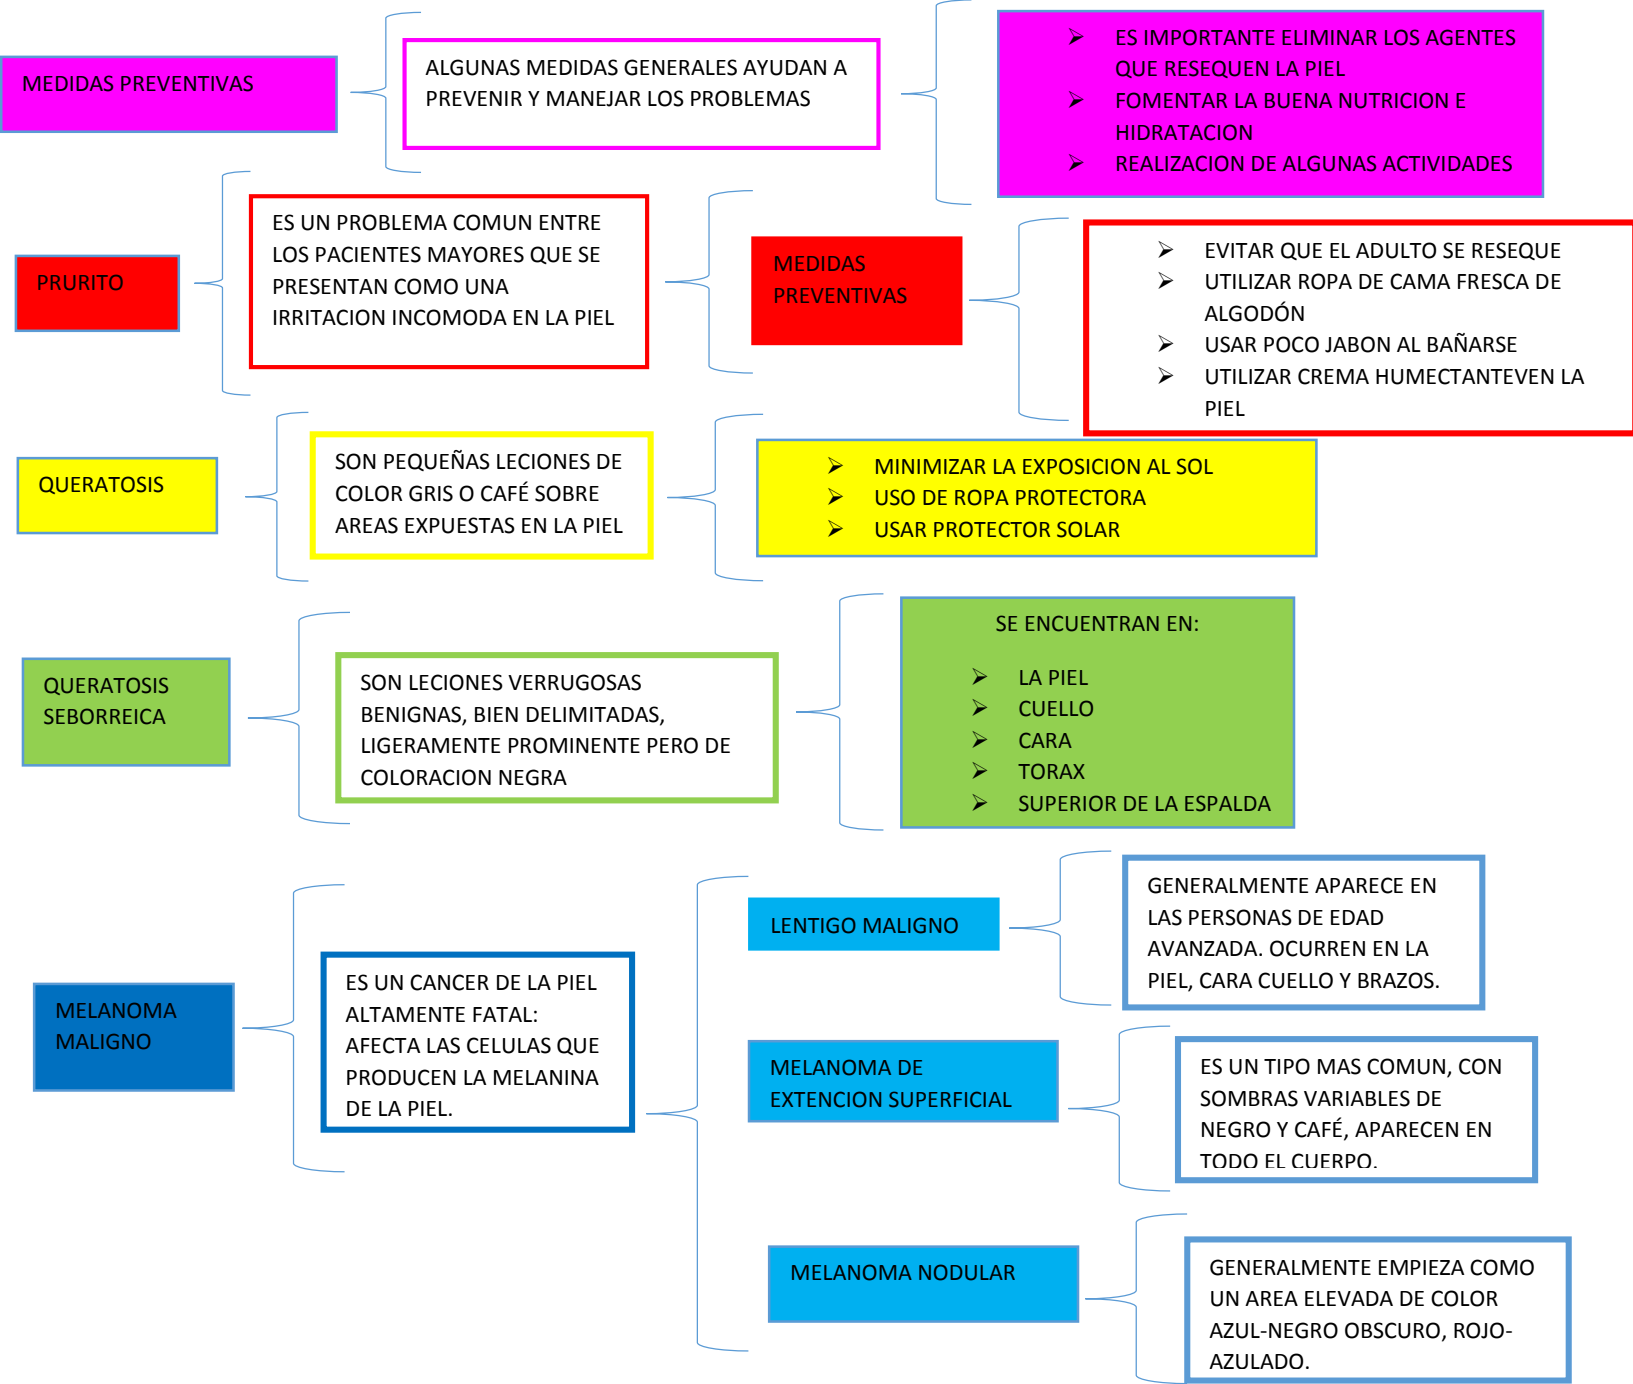 MEDIDAS PREVENTIVAS
ALGUNAS MEDIDAS GENERALES AYUDAN A
PREVENIR Y MANEJAR LOS PROBLEMAS
➢ ES IMPORTANTE ELIMINAR LOS AGENTES
QUE RESEQUEN LA PIEL
➢ FOMENTAR LA BUENA NUTRICION E
HIDRATACION
➢ REALIZACION DE ALGUNAS ACTIVIDADES
PRURITO
ES UN PROBLEMA COMUN ENTRE
LOS PACIENTES MAYORES QUE SE
PRESENTAN COMO UNA
IRRITACION INCOMODA EN LA PIEL
MEDIDAS
PREVENTIVAS
➢ EVITAR QUE EL ADULTO SE RESEQUE
➢ UTILIZAR ROPA DE CAMA FRESCA DE
ALGODÓN
➢ USAR POCO JABON AL BAÑARSE
➢ UTILIZAR CREMA HUMECTANTEVEN LA
PIEL
QUERATOSIS
SON PEQUEÑAS LECIONES DE
COLOR GRIS O CAFÉ SOBRE
AREAS EXPUESTAS EN LA PIEL
➢ MINIMIZAR LA EXPOSICION AL SOL
➢ USO DE ROPA PROTECTORA
➢ USAR PROTECTOR SOLAR
QUERATOSIS
SEBORREICA
SON LECIONES VERRUGOSAS
BENIGNAS, BIEN DELIMITADAS,
LIGERAMENTE PROMINENTE PERO DE
COLORACION NEGRA
SE ENCUENTRAN EN:
➢ LA PIEL
➢ CUELLO
➢ CARA
➢ TORAX
➢ SUPERIOR DE LA ESPALDA
MELANOMA
MALIGNO
ES UN CANCER DE LA PIEL
ALTAMENTE FATAL:
AFECTA LAS CELULAS QUE
PRODUCEN LA MELANINA
DE LA PIEL.
LENTIGO MALIGNO
GENERALMENTE APARECE EN
LAS PERSONAS DE EDAD
AVANZADA. OCURREN EN LA
PIEL, CARA CUELLO Y BRAZOS.
MELANOMA DE
EXTENCION SUPERFICIAL
ES UN TIPO MAS COMUN, CON
SOMBRAS VARIABLES DE
NEGRO Y CAFÉ, APARECEN EN
TODO EL CUERPO.
MELANOMA NODULAR
GENERALMENTE EMPIEZA COMO
UN AREA ELEVADA DE COLOR
AZUL-NEGRO OBSCURO, ROJO-
AZULADO.